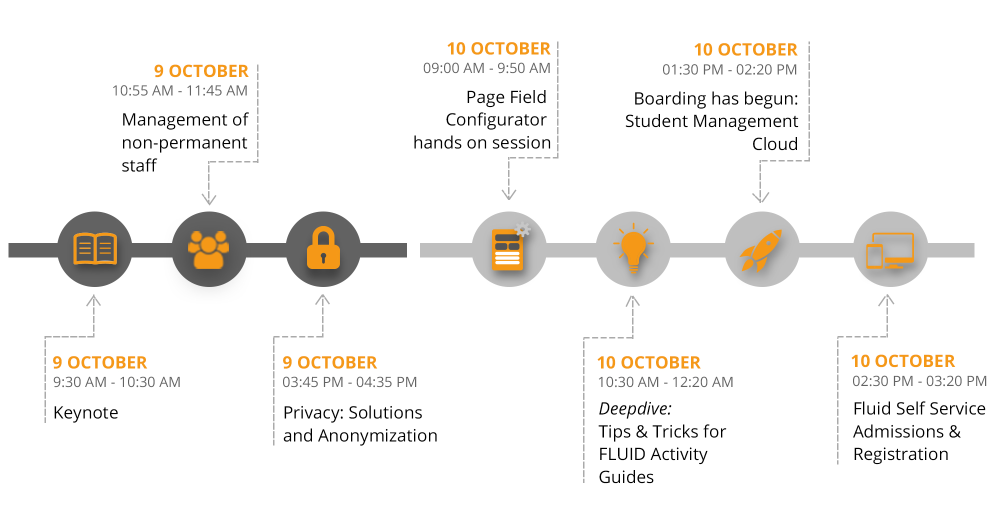 9 OCTOBER
10:55 AM - 11:45 AM
Management of
non-permanent
staff
10 OCTOBER
09:00 AM - 9:50 AM
Page Field
Configurator
hands on session
10 OCTOBER
01:30 PM - 02:20 PM
Boarding has begun:
Student Management
Cloud
9 OCTOBER
9:30 AM - 10:30 AM
Keynote
9 OCTOBER
03:45 PM - 04:35 PM
Privacy: Solutions
and Anonymization
10 OCTOBER
10:30 AM - 12:20 AM
Deepdive:
Tips & Tricks for
FLUID Activity
Guides
10 OCTOBER
02:30 PM - 03:20 PM
Fluid Self Service
Admissions &
Registration